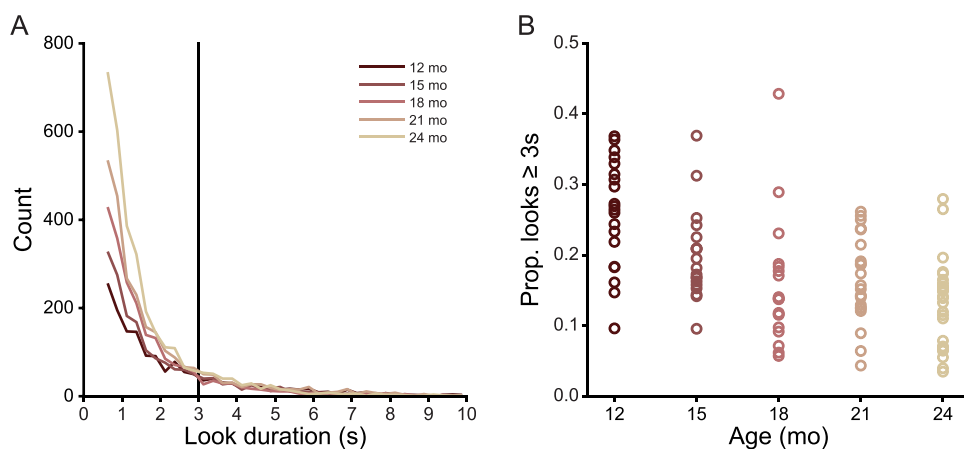 A
800
600
400
200
0
Count
0 1 2 3 4 5 6 7 8 9 10
Look duration (s)
12 mo
15 mo
18 mo
21 mo
24 mo
B
0.5
0.4
0.3
0.2
0.1
0.0
Prop. looks ≥ 3s
12 15 18 21 24
Age (mo)